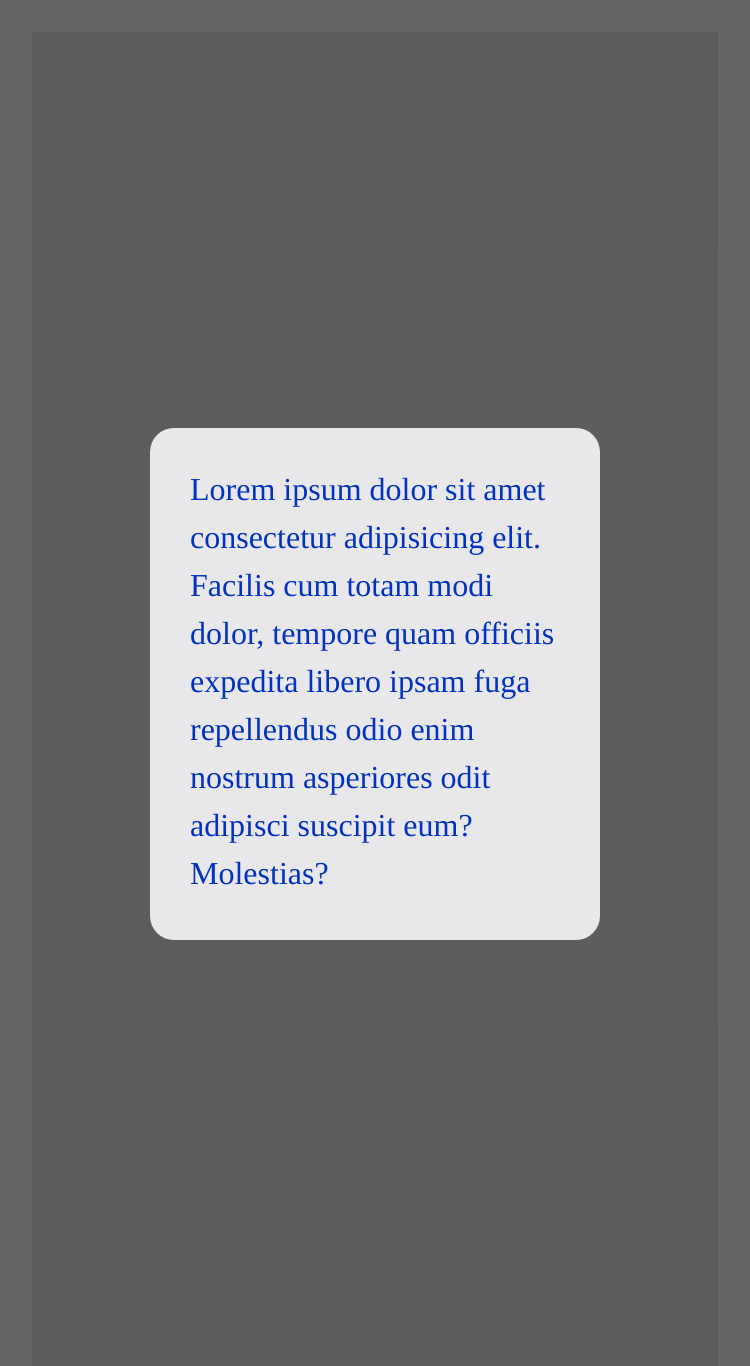 Lorem ipsum dolor sit amet
consectetur adipisicing elit.
Facilis cum totam modi
dolor, tempore quam officiis
expedita libero ipsam fuga
repellendus odio enim
nostrum asperiores odit
adipisci suscipit eum?
Molestias?